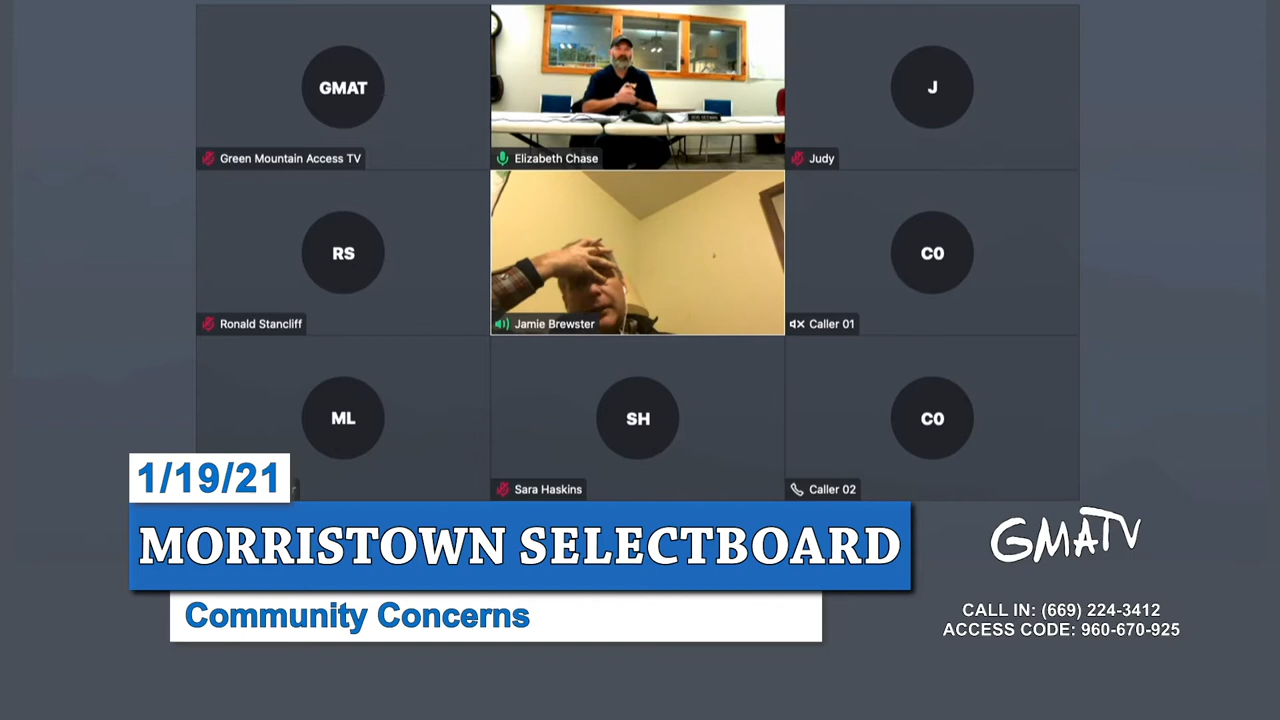 GMAT
J
Green Mountain Access TV
Elizabeth Chase
Judy
RS
C0
Ronald Stancliff
Jamie Brewster
Caller 01
ML
SH
C0
Sara Haskins
Caller 02
1/19/21
MORRISTOWN SELECTBOARD
Community Concerns
GMATV
CALL IN: (669) 224-3412
ACCESS CODE: 960-670-925